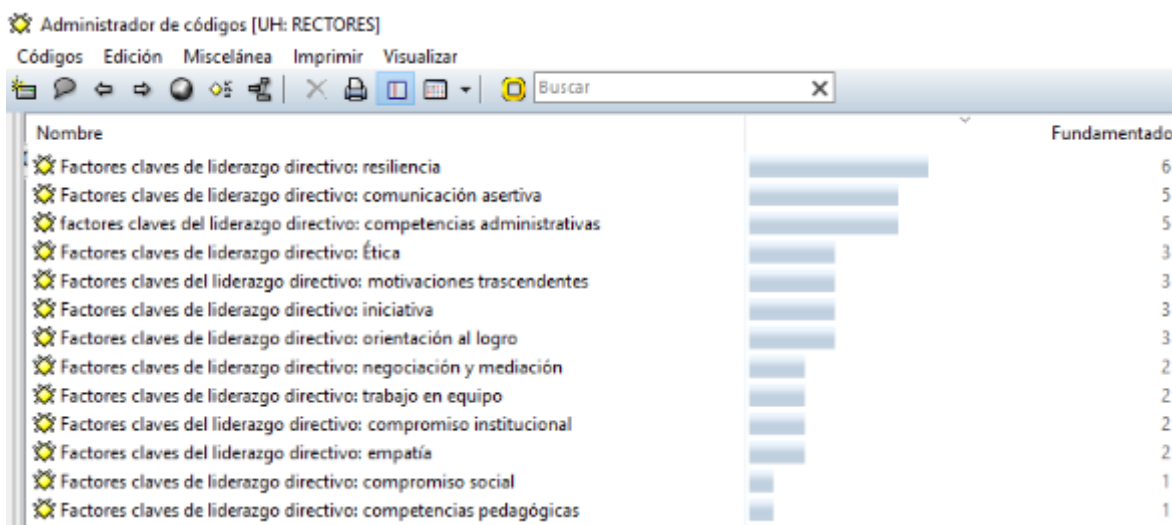 Administrador de códigos [UH: RECTORES]
Códigos Edición Miscelánea Imprimir Visualizar
Buscar
Nombre Fundamentado
Factores claves de liderazgo directivo: resiliencia 6
Factores claves de liderazgo directivo: comunicación asertiva 5
factores claves del liderazgo directivo: competencias administrativas 5
Factores claves de liderazgo directivo: Ética 3
Factores claves del liderazgo directivo: motivaciones trascendentes 3
Factores claves de liderazgo directivo: iniciativa 3
Factores claves de liderazgo directivo: orientación al logro 3
Factores claves de liderazgo directivo: negociación y mediación 2
Factores claves de liderazgo directivo: trabajo en equipo 2
Factores claves del liderazgo directivo: compromiso institucional 2
Factores claves del liderazgo directivo: empatía 2
Factores claves de liderazgo directivo: compromiso social 1
Factores claves de liderazgo directivo: competencias pedagógicas 1